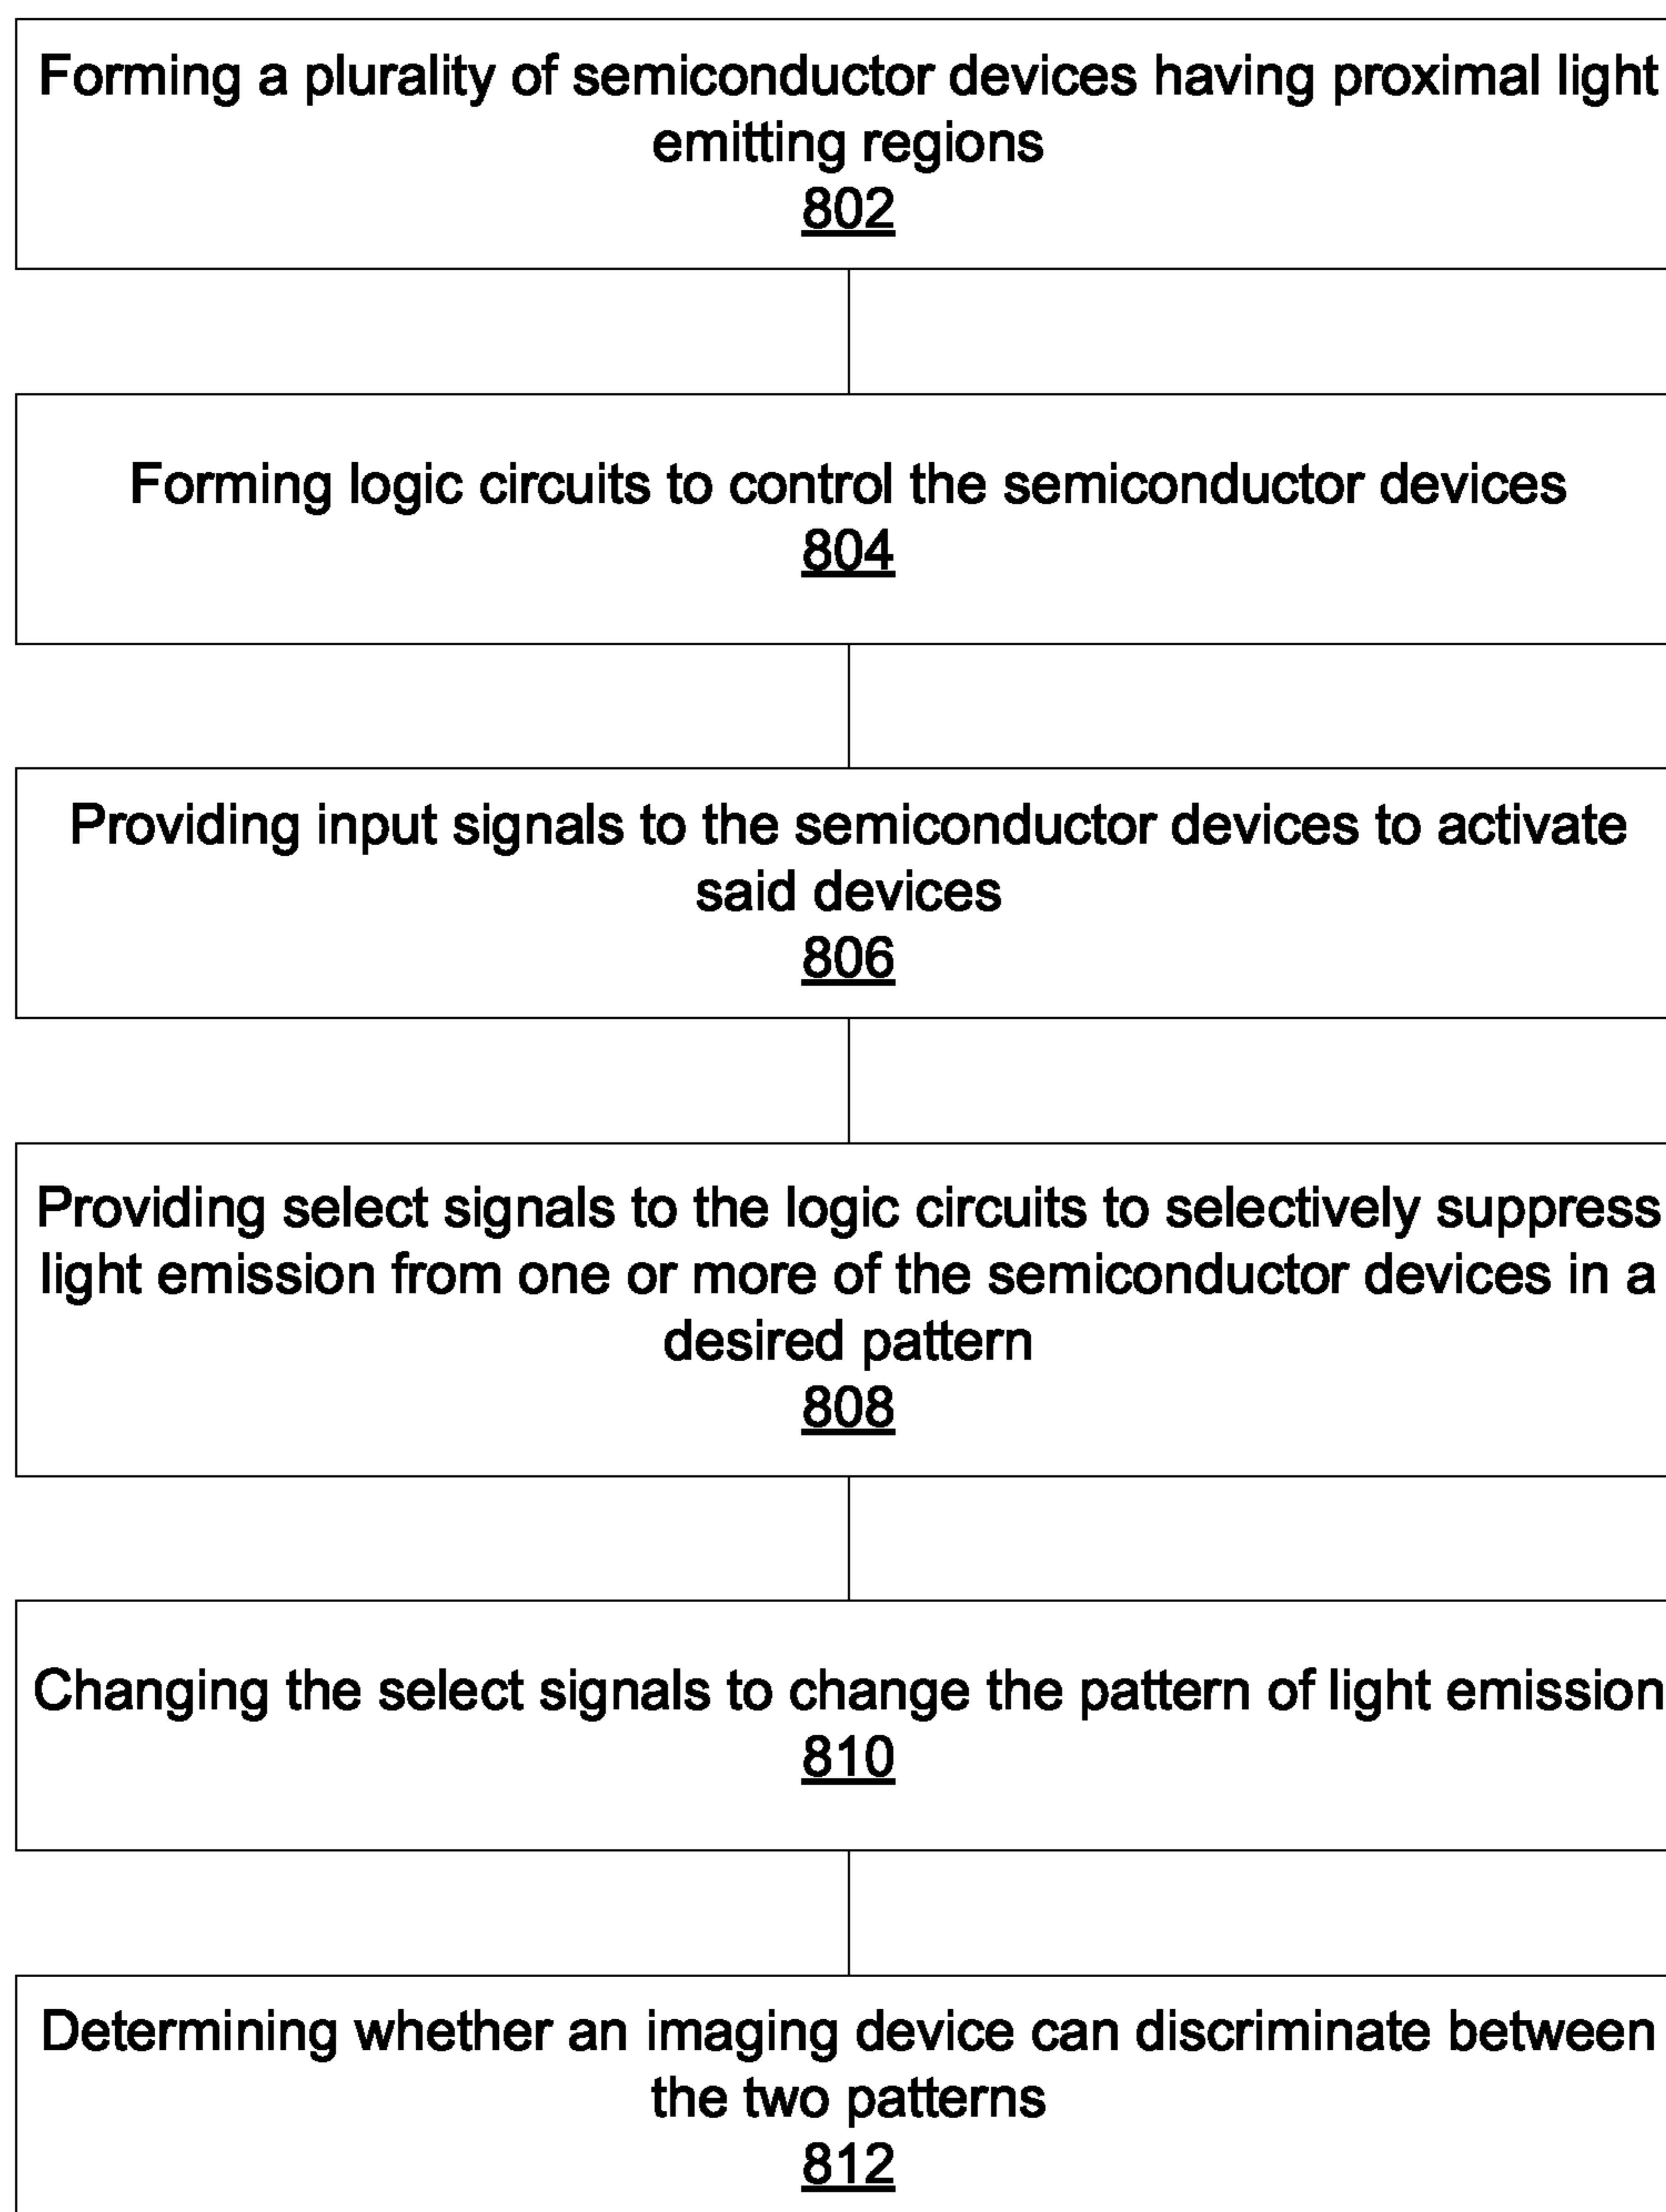 Forming a plurality of semiconductor devices having proximal light
emitting regions
802
Forming logic circuits to control the semiconductor devices
804
Providing input signals to the semiconductor devices to activate
said devices
806
Providing select signals to the logic circuits to selectively suppress
light emission from one or more of the semiconductor devices in a
desired pattern
808
Changing the select signals to change the pattern of light emission
810
Determining whether an imaging device can discriminate between
the two patterns
812